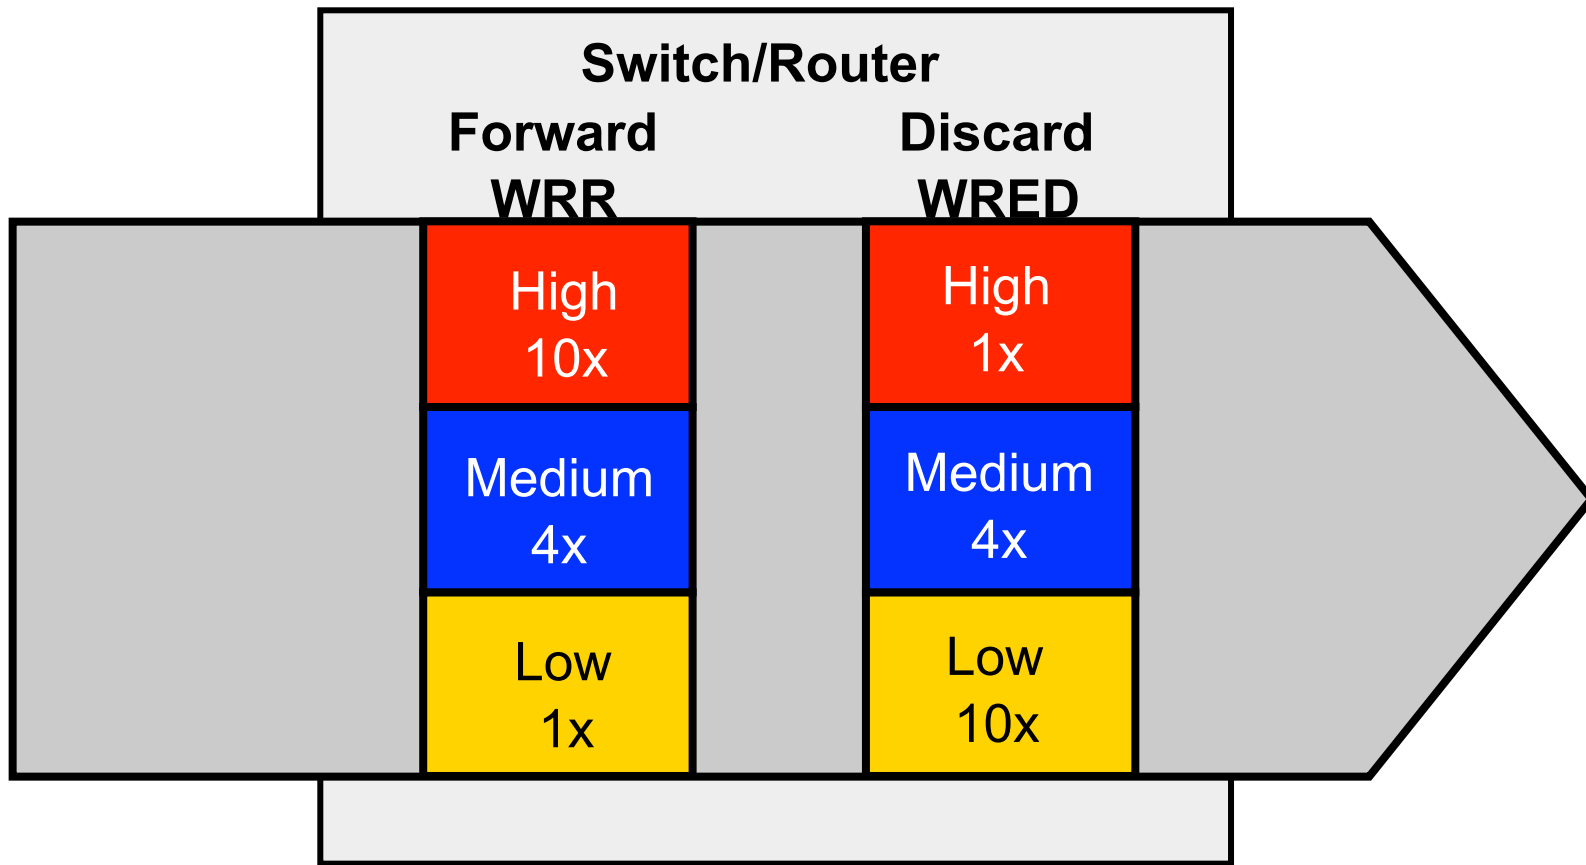 Switch/Router
Forward
WRR
Discard
WRED
High
10x
Medium
4x
Low
1x
High
1x
Medium
4x
Low
10x